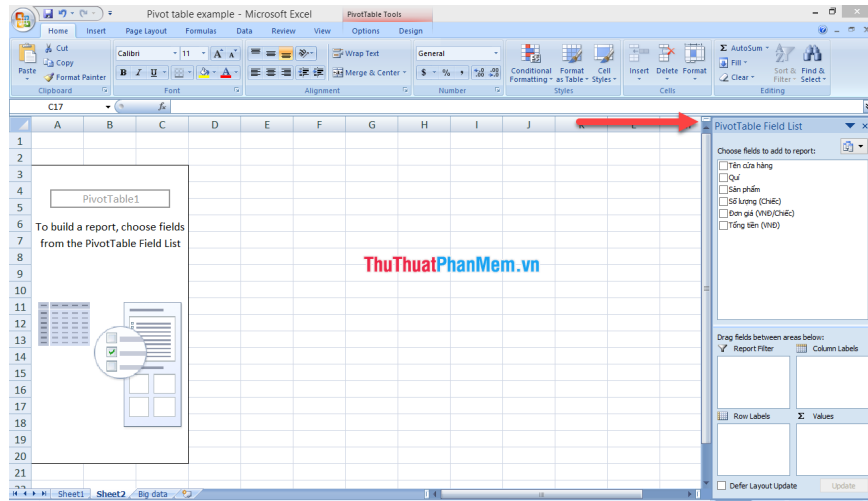 Pivot table example - Microsoft Excel
PivotTable Tools
Home Insert Page Layout Formulas Data Review View Options Design
Cut
Copy
Format Painter
Paste
Clipboard
Calibri 11
B I U
Font
Wrap Text
Merge & Center
Alignment
General
$ % ,
Number
Conditional Formatting
Format as Table
Cell Styles
Styles
Insert Delete Format
Cells
Σ AutoSum
Fill
Clear
Sort & Filter
Find & Select
Editing
C17
fx
A B C D E F G H I J
1
2
3
4
5
6
7
8
9
10
11
12
13
14
15
16
17
18
19
20
21
PivotTable1
To build a report, choose fields
from the PivotTable Field List
ThuThuatPhanMem.vn
PivotTable Field List
Choose fields to add to report:
Tên cửa hàng
Quí
Sản phẩm
Số lượng (Chiếc)
Đơn giá (VNĐ/Chiếc)
Tổng tiền (VNĐ)
Drag fields between areas below:
Report Filter Column Labels
Row Labels Σ Values
Defer Layout Update Update
Sheet1 Sheet2 Big data